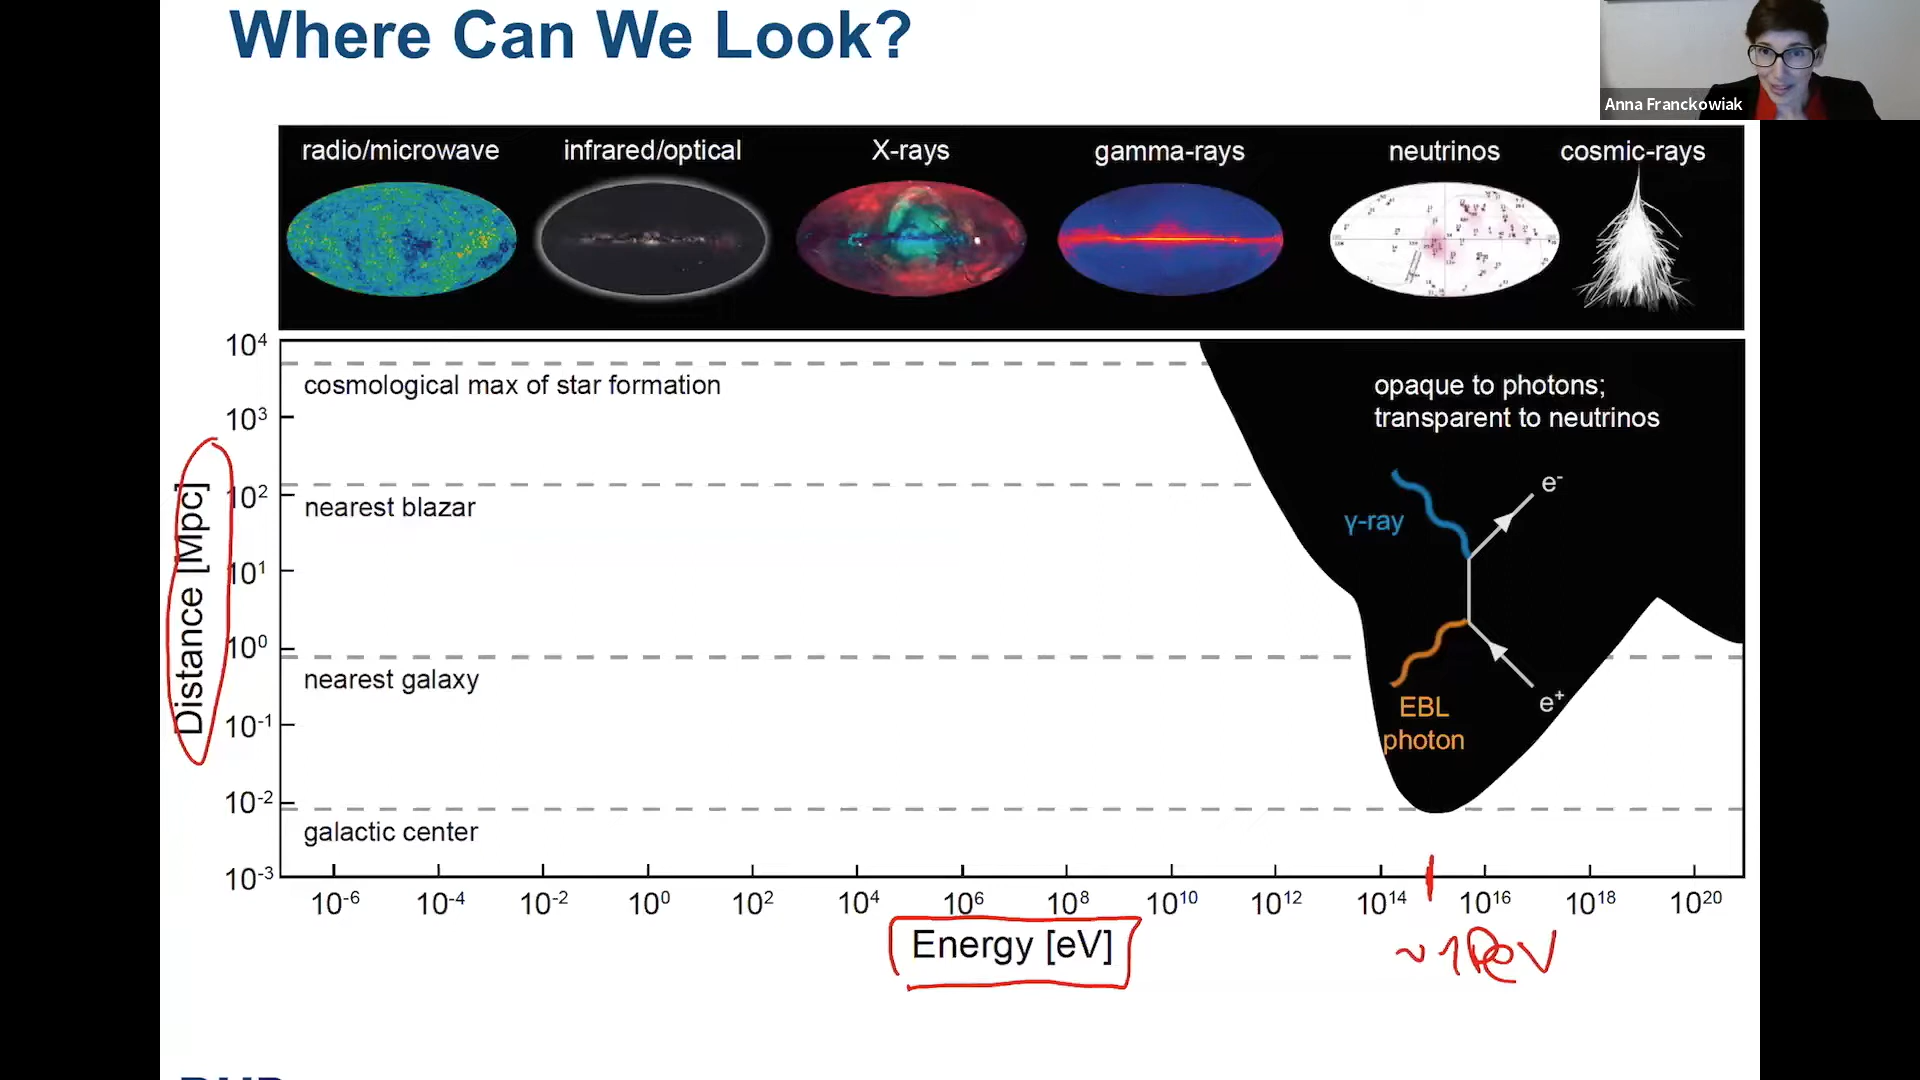 Where Can We Look?
Anna Franckowiak
radio/microwave infrared/optical X-rays gamma-rays neutrinos cosmic-rays
10⁴
cosmological max of star formation
opaque to photons;
transparent to neutrinos
10³
10²
nearest blazar
γ-ray
e⁻
10¹
10⁰
nearest galaxy
EBL
photon
e⁺
10⁻¹
10⁻²
galactic center
10⁻³
Distance [Mpc]
10⁻⁶ 10⁻⁴ 10⁻² 10⁰ 10² 10⁴ 10⁶ 10⁸ 10¹⁰ 10¹² 10¹⁴ 10¹⁶ 10¹⁸ 10²⁰
Energy [eV]
~1PeV